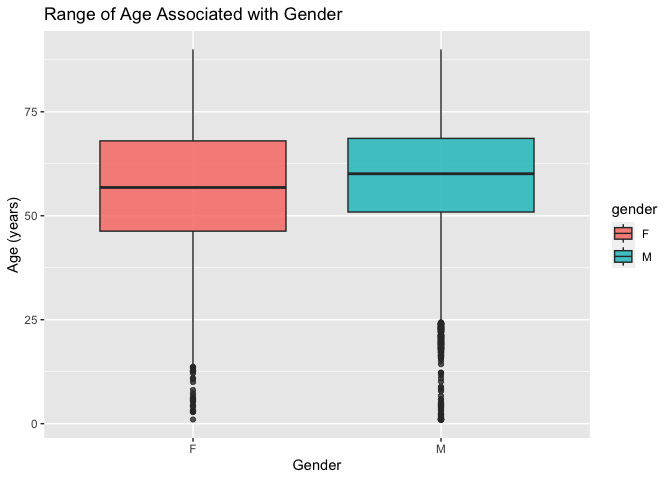 Range of Age Associated with Gender
Age (years)
75
50
25
0
F
M
Gender
gender
F
M